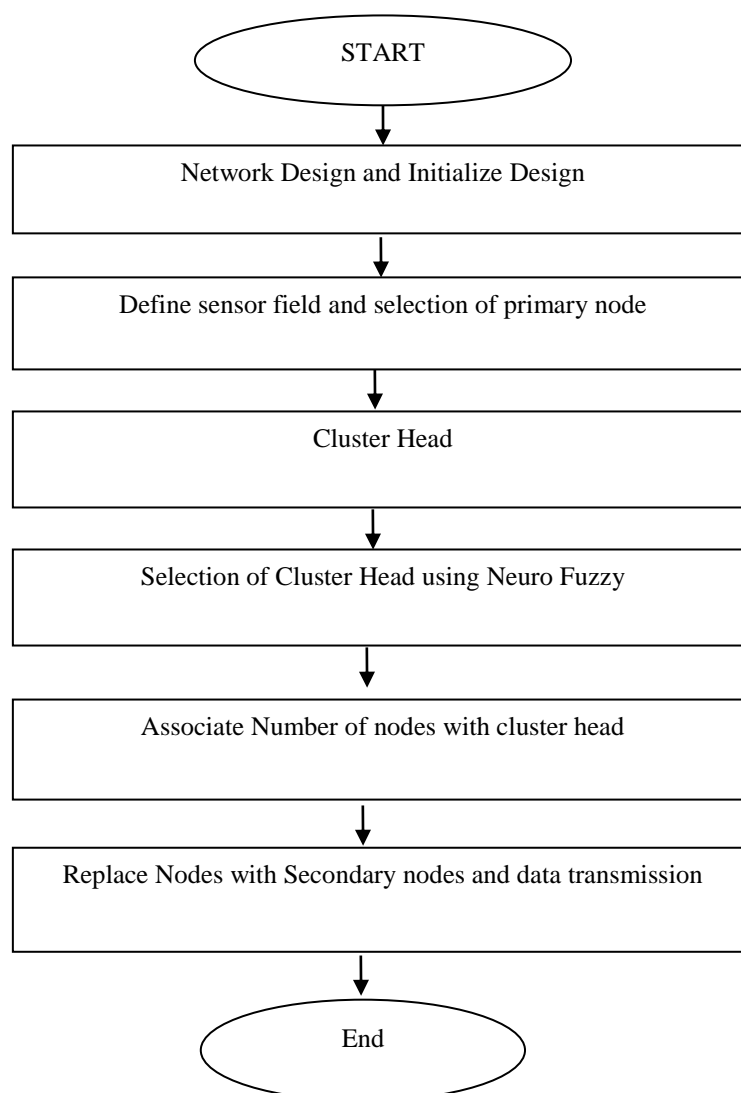 START
Network Design and Initialize Design
Define sensor field and selection of primary node
Cluster Head
Selection of Cluster Head using Neuro Fuzzy
Associate Number of nodes with cluster head
Replace Nodes with Secondary nodes and data transmission
End